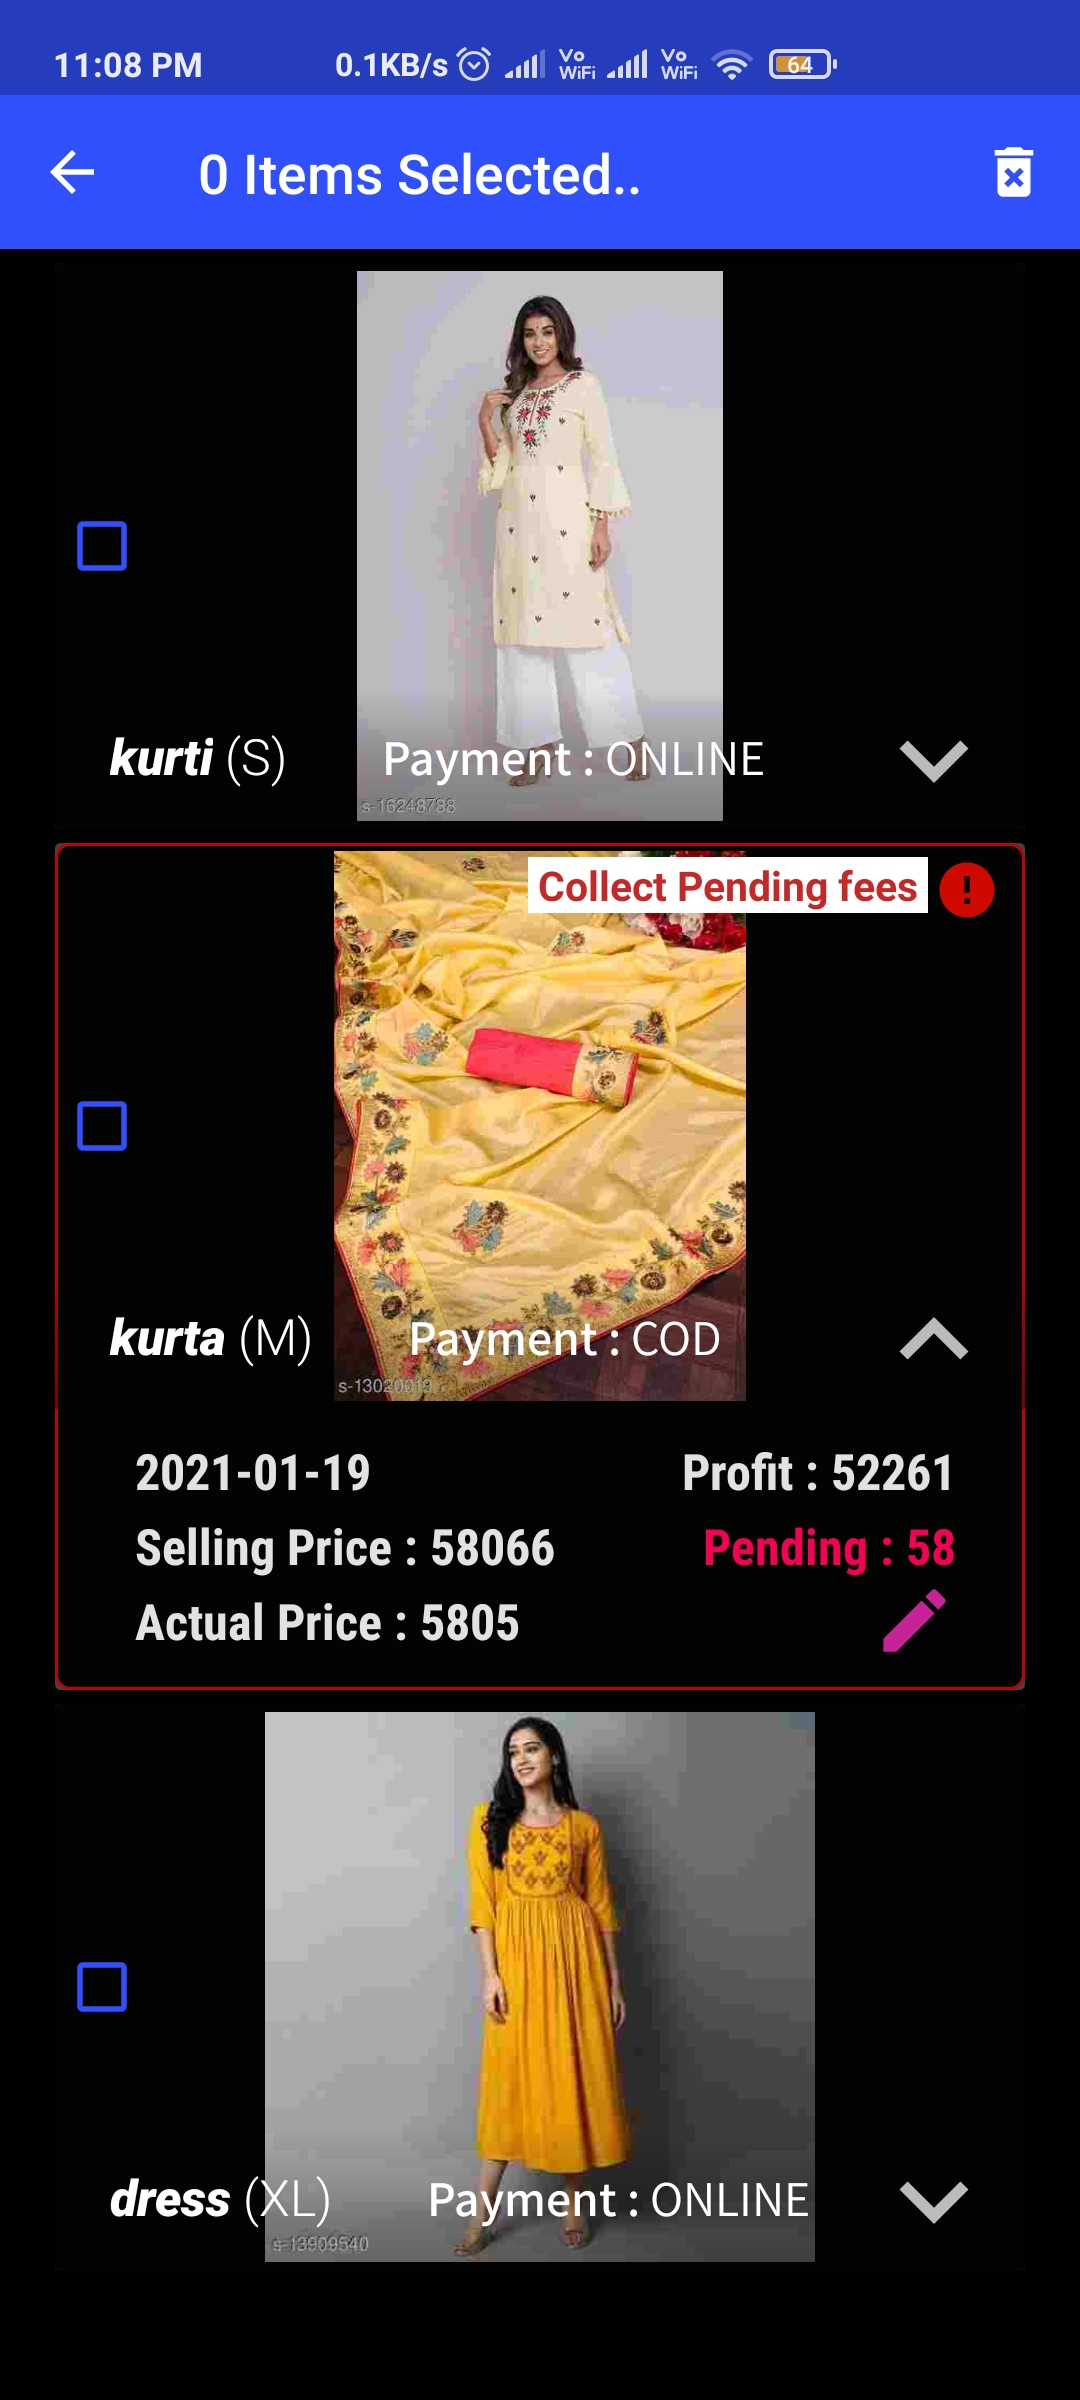 11:08 PM 0.1KB/s Vo WiFi Vo WiFi 64
0 Items Selected..
kurti (S) Payment : ONLINE
s-16248788
Collect Pending fees
kurta (M) Payment : COD
s-13020019
2021-01-19 Profit : 52261
Selling Price : 58066 Pending : 58
Actual Price : 5805
dress (XL) Payment : ONLINE
s-13909540